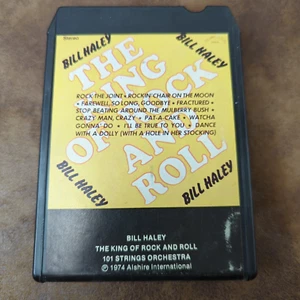 Stereo
BILL HALEY
BILL HALEY
THE
KING
OF ROCK
AND
ROLL
ROCK THE JOINT • ROCKIN' CHAIR ON THE MOON
• FAREWELL, SO LONG, GOODBYE • FRACTURED •
STOP BEATING AROUND THE MULBERRY BUSH •
CRAZY MAN, CRAZY • PAT-A-CAKE • WATCHA
GONNA DO • I'LL BE TRUE TO YOU • DANCE
WITH A DOLLY (WITH A HOLE IN HER STOCKING)
BILL HALEY
BILL HALEY
BILL HALEY
THE KING OF ROCK AND ROLL
101 STRINGS ORCHESTRA
℗ 1974 Alshire International